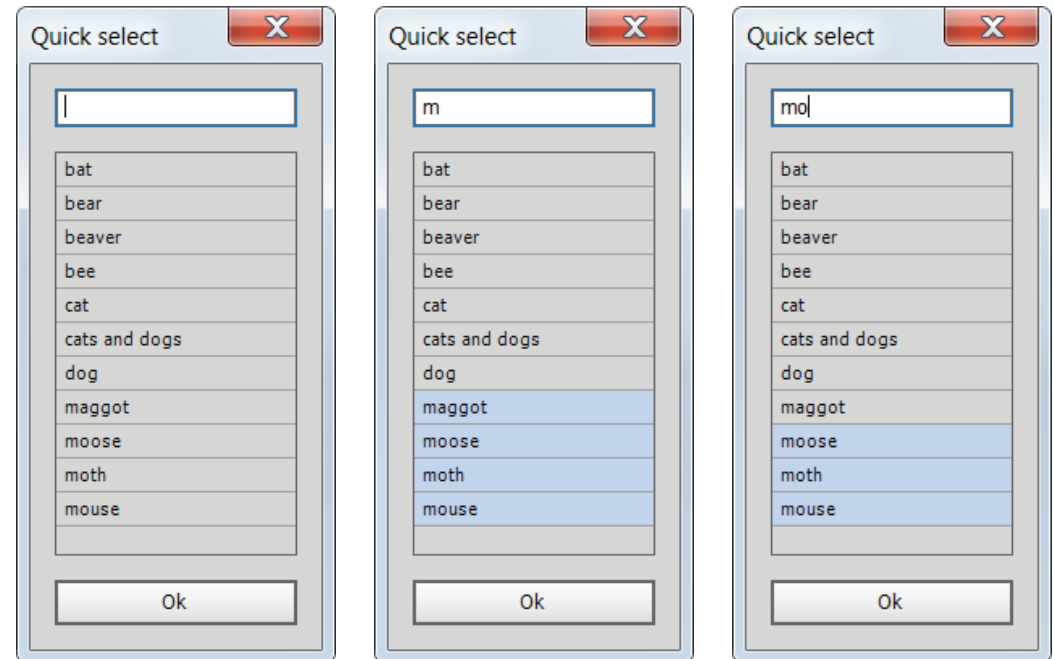 Quick select
bat
bear
beaver
bee
cat
cats and dogs
dog
maggot
moose
moth
mouse
Ok
Quick select
m
bat
bear
beaver
bee
cat
cats and dogs
dog
maggot
moose
moth
mouse
Ok
Quick select
mo
bat
bear
beaver
bee
cat
cats and dogs
dog
maggot
moose
moth
mouse
Ok